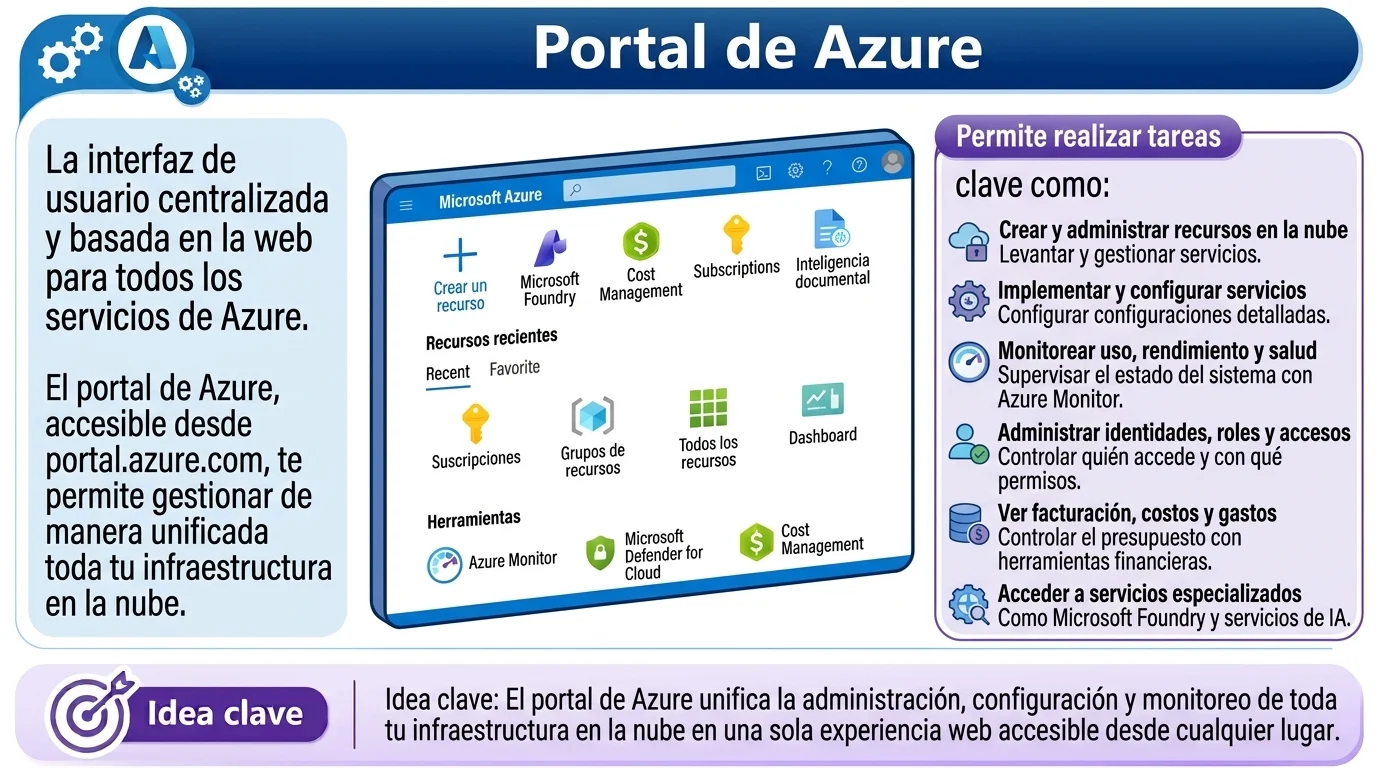 Portal de Azure
La interfaz de
usuario centralizada
y basada en la web
para todos los
servicios de Azure.
El portal de Azure,
accesible desde
portal.azure.com, te
permite gestionar de
manera unificada
toda tu infraestructura
en la nube.
Microsoft Azure
Crear un
recurso
Microsoft
Foundry
Cost
Management
Subscriptions
Inteligencia
documental
Recursos recientes
Recent
Favorite
Suscripciones
Grupos de
recursos
Todos los
recursos
Dashboard
Herramientas
Azure Monitor
Microsoft
Defender for
Cloud
Cost
Management
Permite realizar tareas
clave como:
Crear y administrar recursos en la nube
Levantar y gestionar servicios.
Implementar y configurar servicios
Configurar configuraciones detalladas.
Monitorear uso, rendimiento y salud
Supervisar el estado del sistema con
Azure Monitor.
Administrar identidades, roles y accesos
Controlar quién accede y con qué
permisos.
Ver facturación, costos y gastos
Controlar el presupuesto con
herramientas financieras.
Acceder a servicios especializados
Como Microsoft Foundry y servicios de IA.
Idea clave
Idea clave: El portal de Azure unifica la administración, configuración y monitoreo de toda
tu infraestructura en la nube en una sola experiencia web accesible desde cualquier lugar.